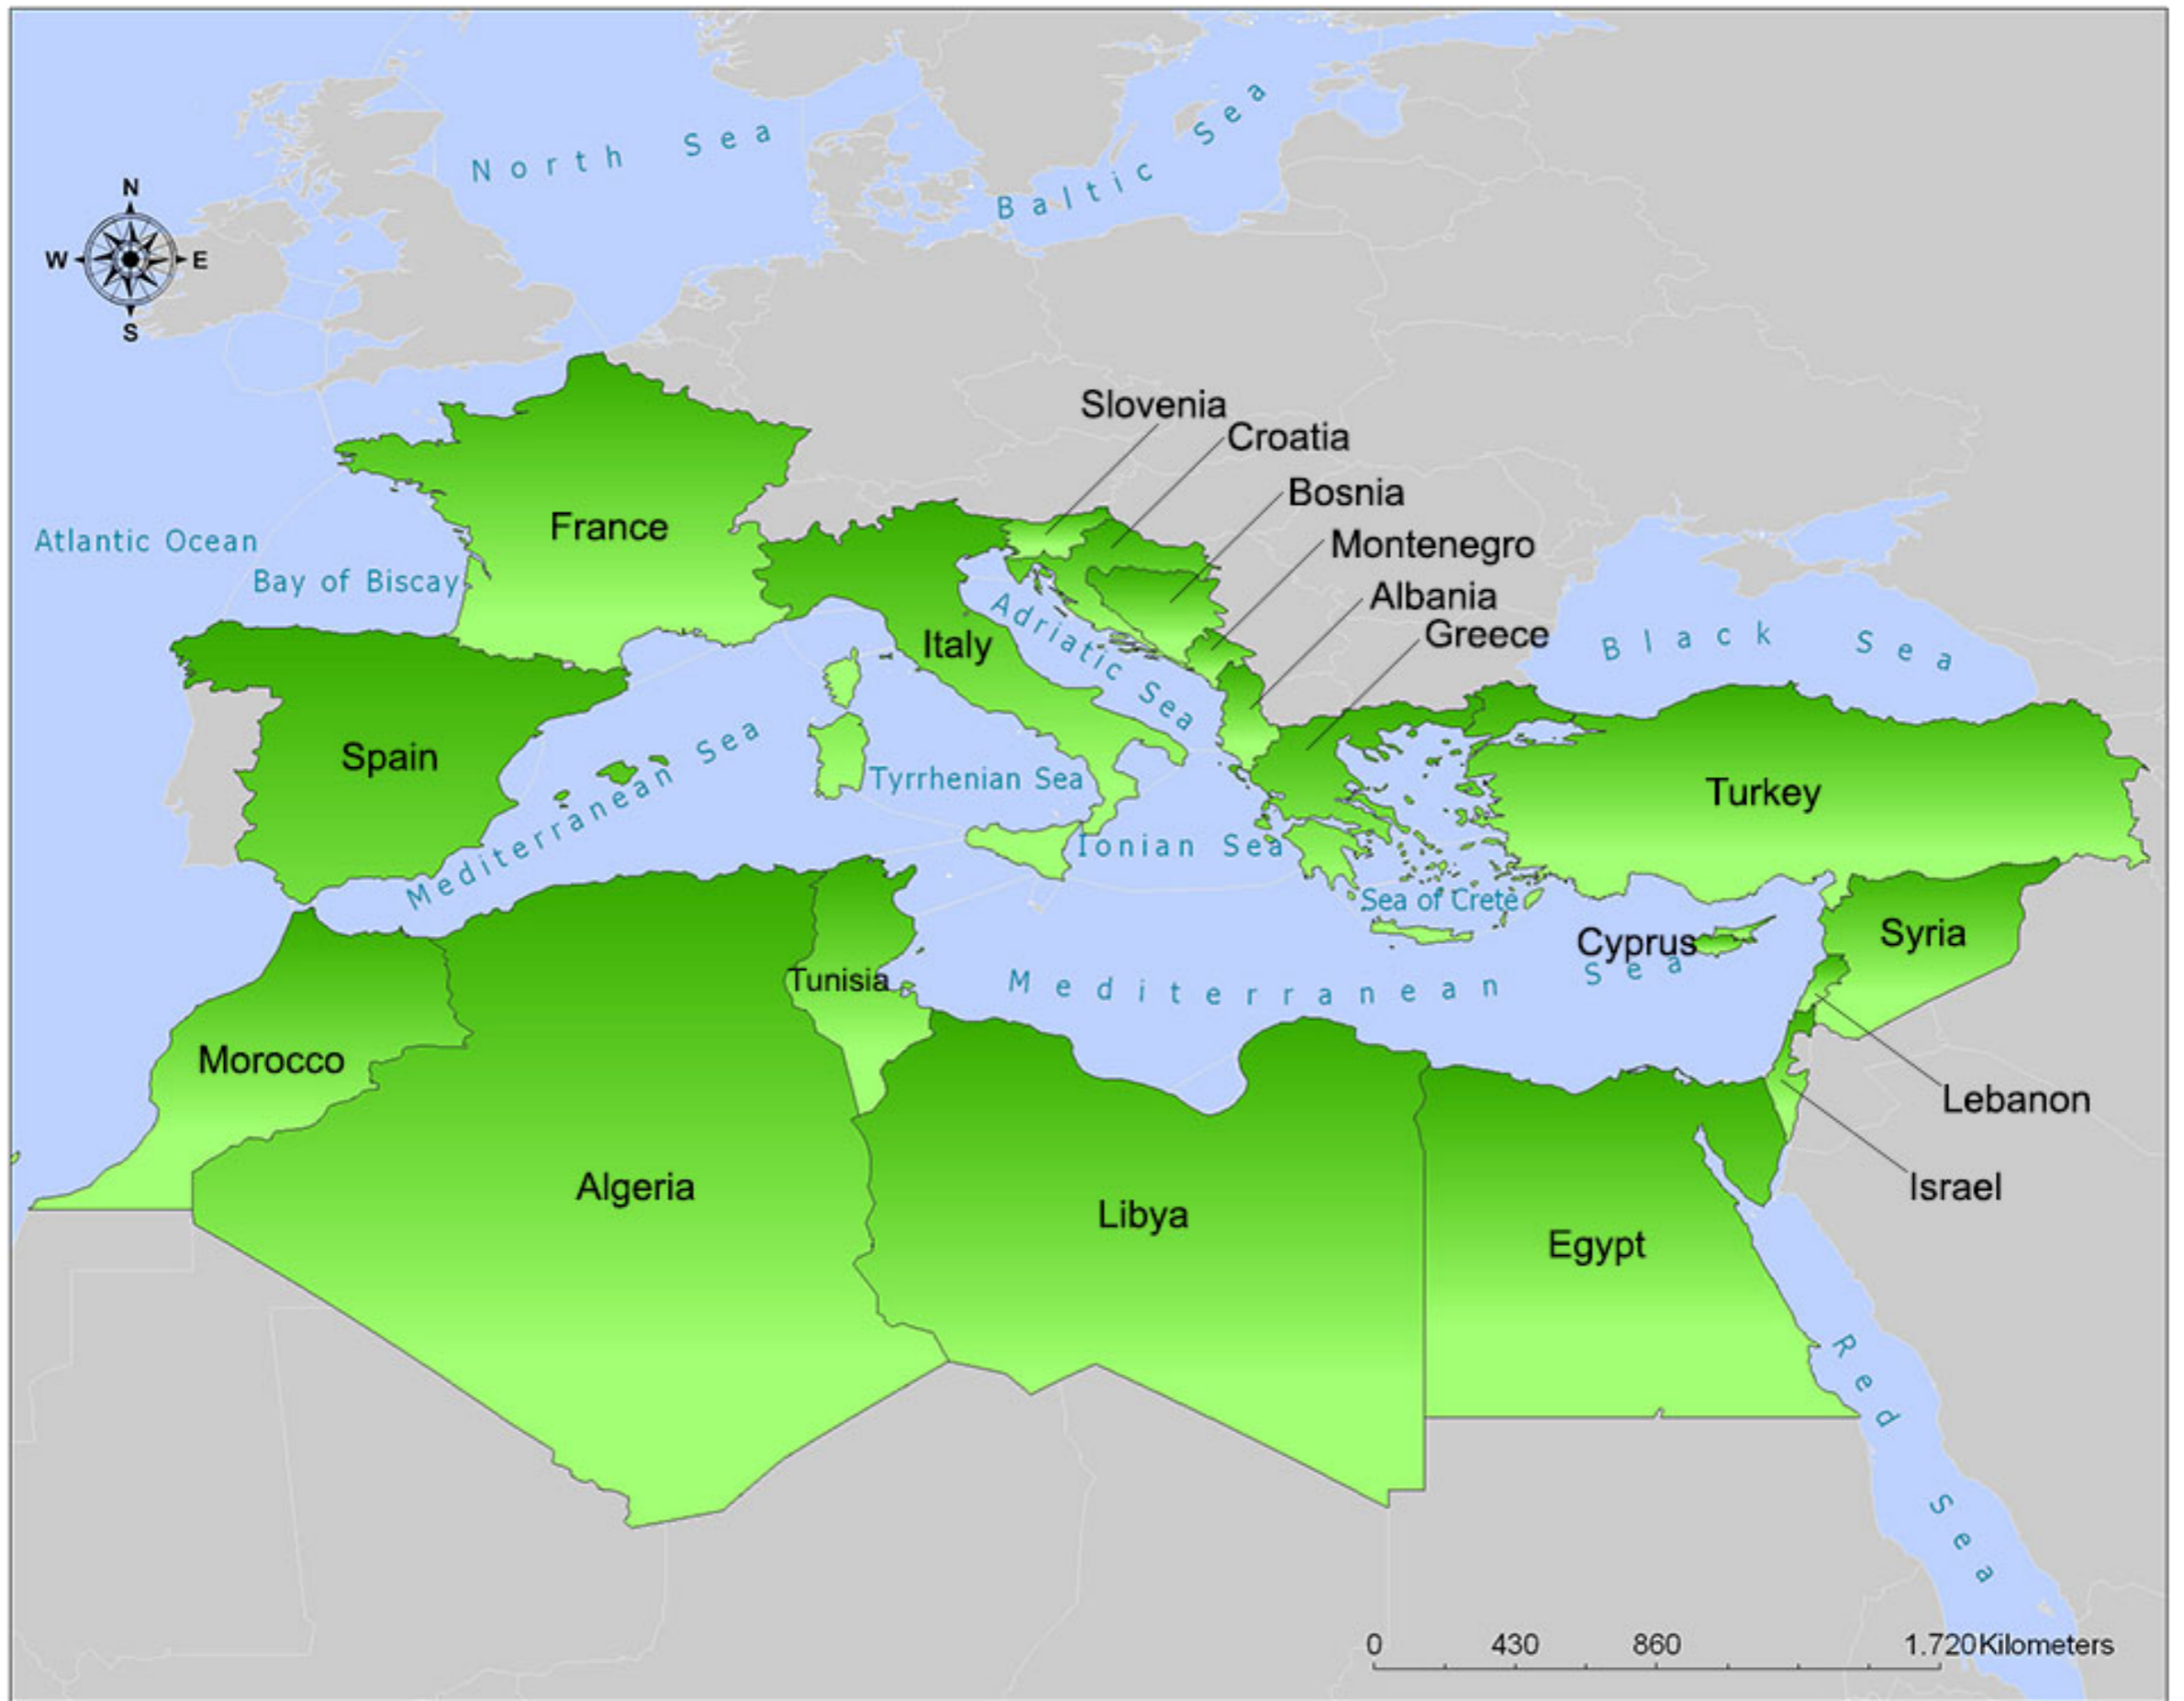 North Sea
Baltic Sea
N
W
E
S
Slovenia
Croatia
Bosnia
Montenegro
Albania
Greece
France
Atlantic Ocean
Bay of Biscay
Adriatic Sea
Italy
Black Sea
Spain
Mediterranean Sea
Tyrrhenian Sea
Turkey
Ionian Sea
Sea of Crete
Cyprus
Syria
Tunisia
Mediterranean Sea
Morocco
Lebanon
Algeria
Israel
Libya
Egypt
Red Sea
0 430 860 1.720 Kilometers